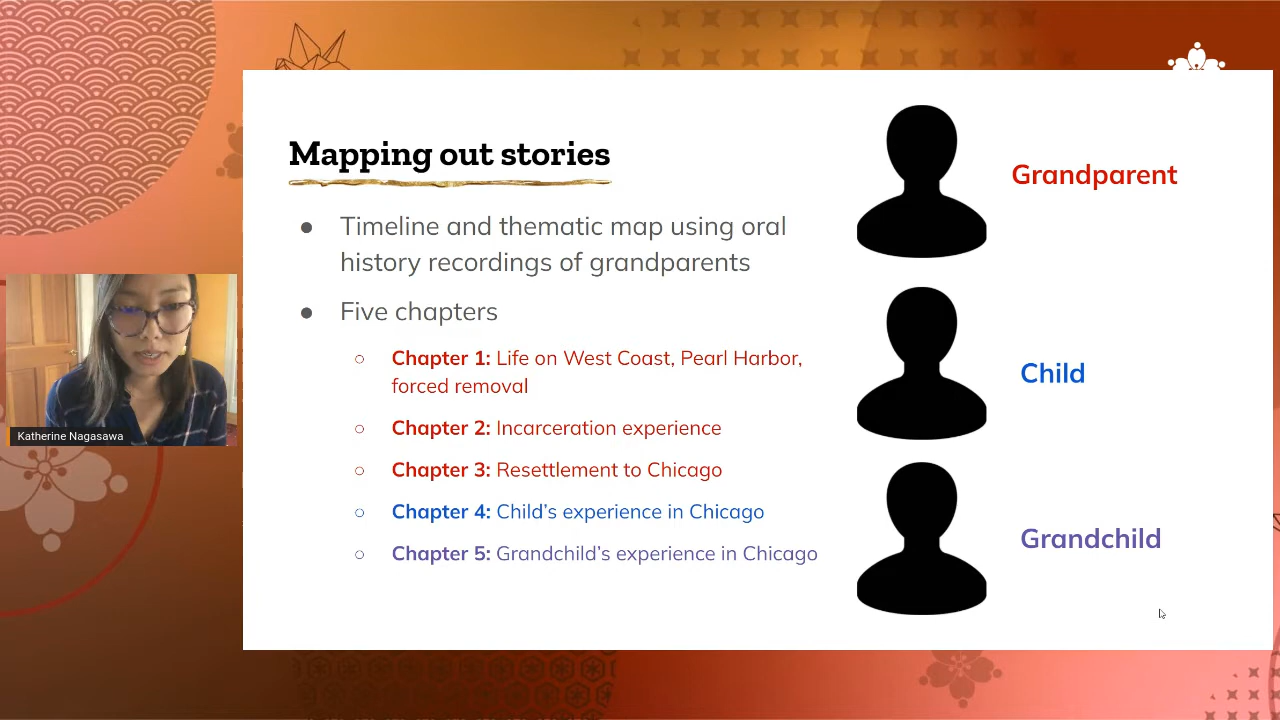 Mapping out stories
● Timeline and thematic map using oral
history recordings of grandparents
● Five chapters
○ Chapter 1: Life on West Coast, Pearl Harbor,
forced removal
○ Chapter 2: Incarceration experience
○ Chapter 3: Resettlement to Chicago
○ Chapter 4: Child's experience in Chicago
○ Chapter 5: Grandchild's experience in Chicago
Grandparent
Child
Grandchild
Katherine Nagasawa